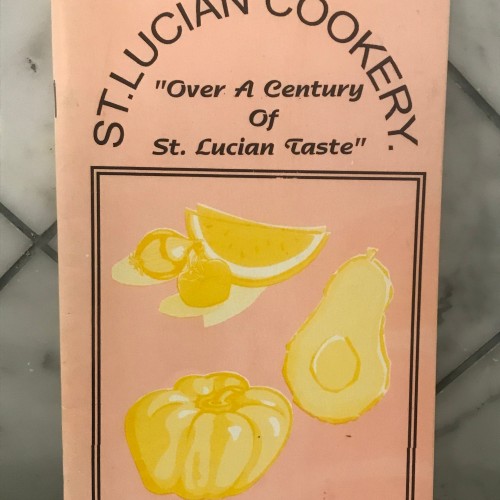 ST.LUCIAN COOKERY.
"Over A Century
Of
St. Lucian Taste"